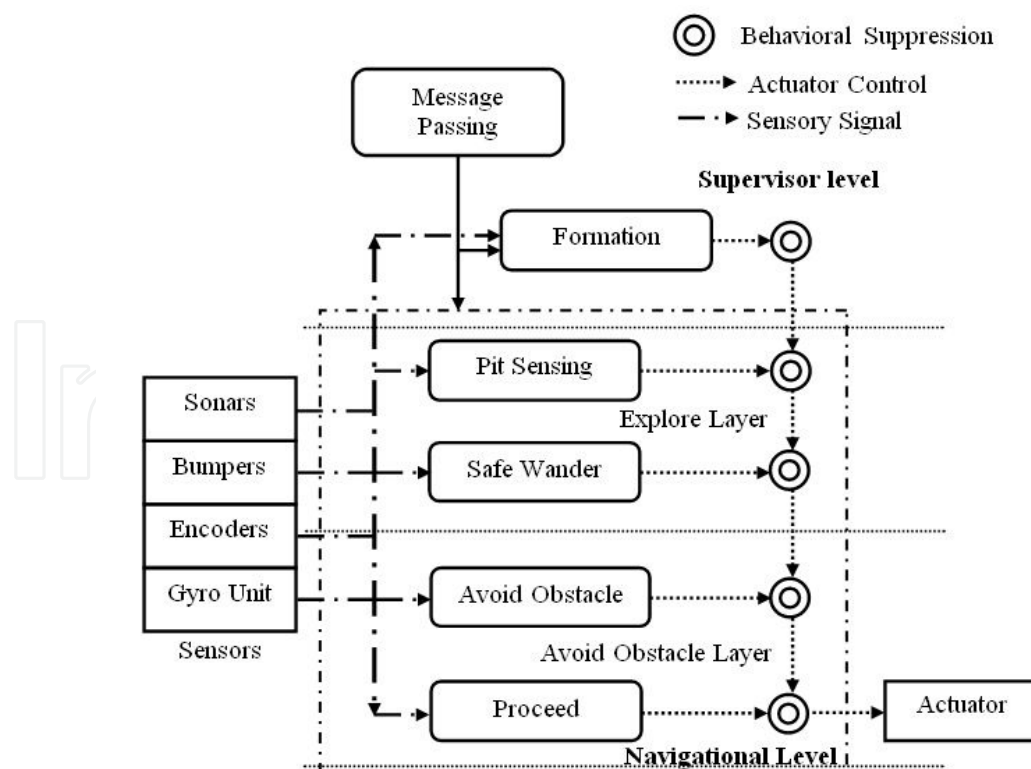 Behavioral Suppression
Actuator Control
Sensory Signal
Message
Passing
Supervisor level
Formation
Pit Sensing
Explore Layer
Sonars
Bumpers
Encoders
Gyro Unit
Sensors
Safe Wander
Avoid Obstacle
Avoid Obstacle Layer
Proceed
Actuator
Navigational Level